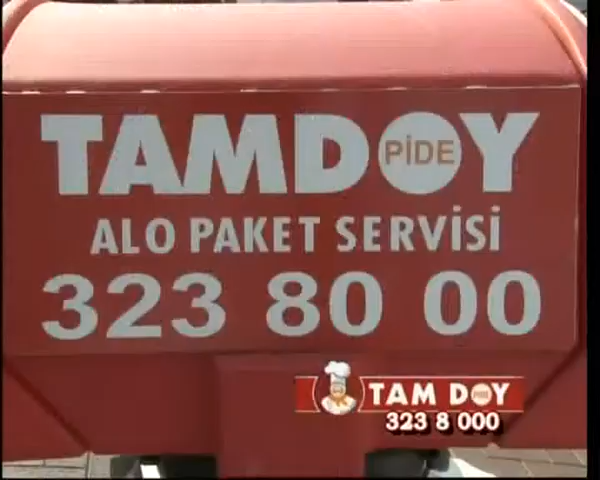 TAMDOY
PİDE
ALO PAKET SERVİSİ
323 80 00
TAM DOY
323 8 000